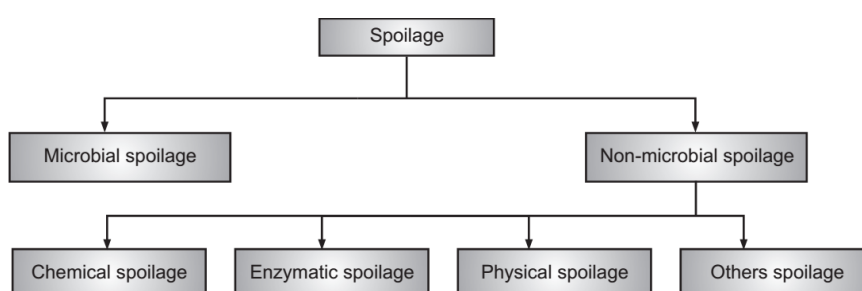 Spoilage
Microbial spoilage
Non-microbial spoilage
Chemical spoilage
Enzymatic spoilage
Physical spoilage
Others spoilage